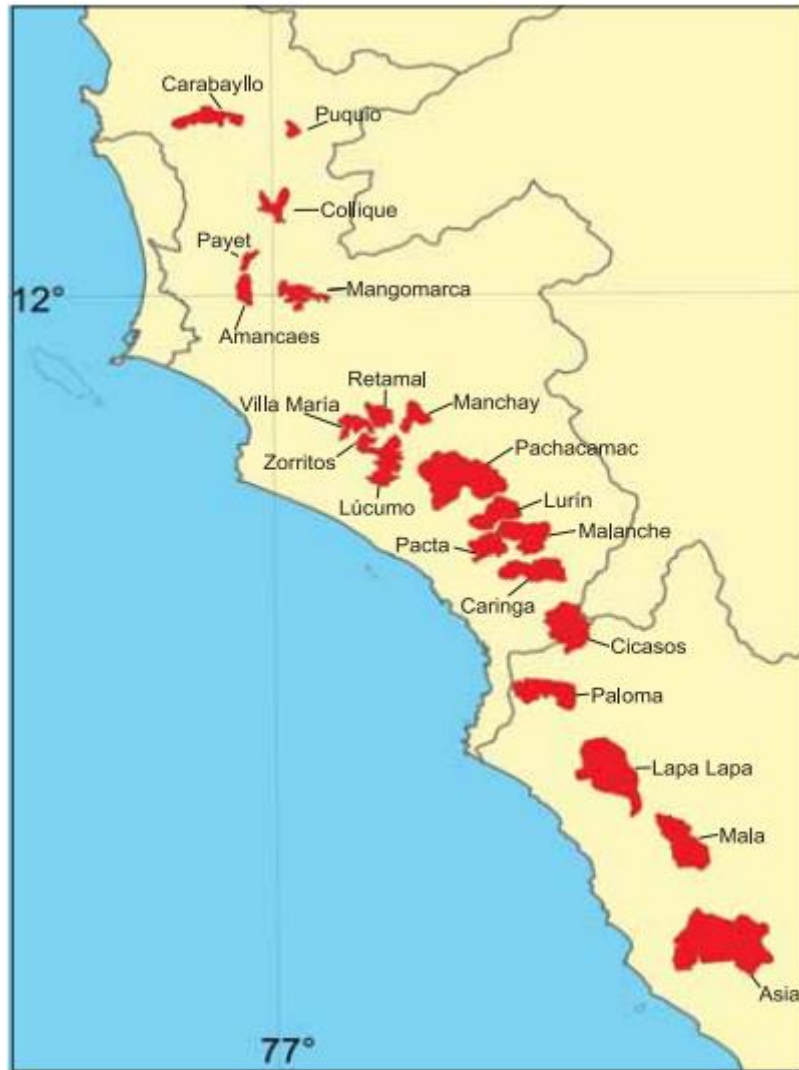 Carabayllo
Puquio
Collique
Payet
12°
Mangomarca
Amancaes
Retamal
Villa María
Manchay
Zorritos
Pachacamac
Lúcumo
Lurín
Malanche
Pacta
Caringa
Cicasos
Paloma
Lapa Lapa
Mala
Asia
77°